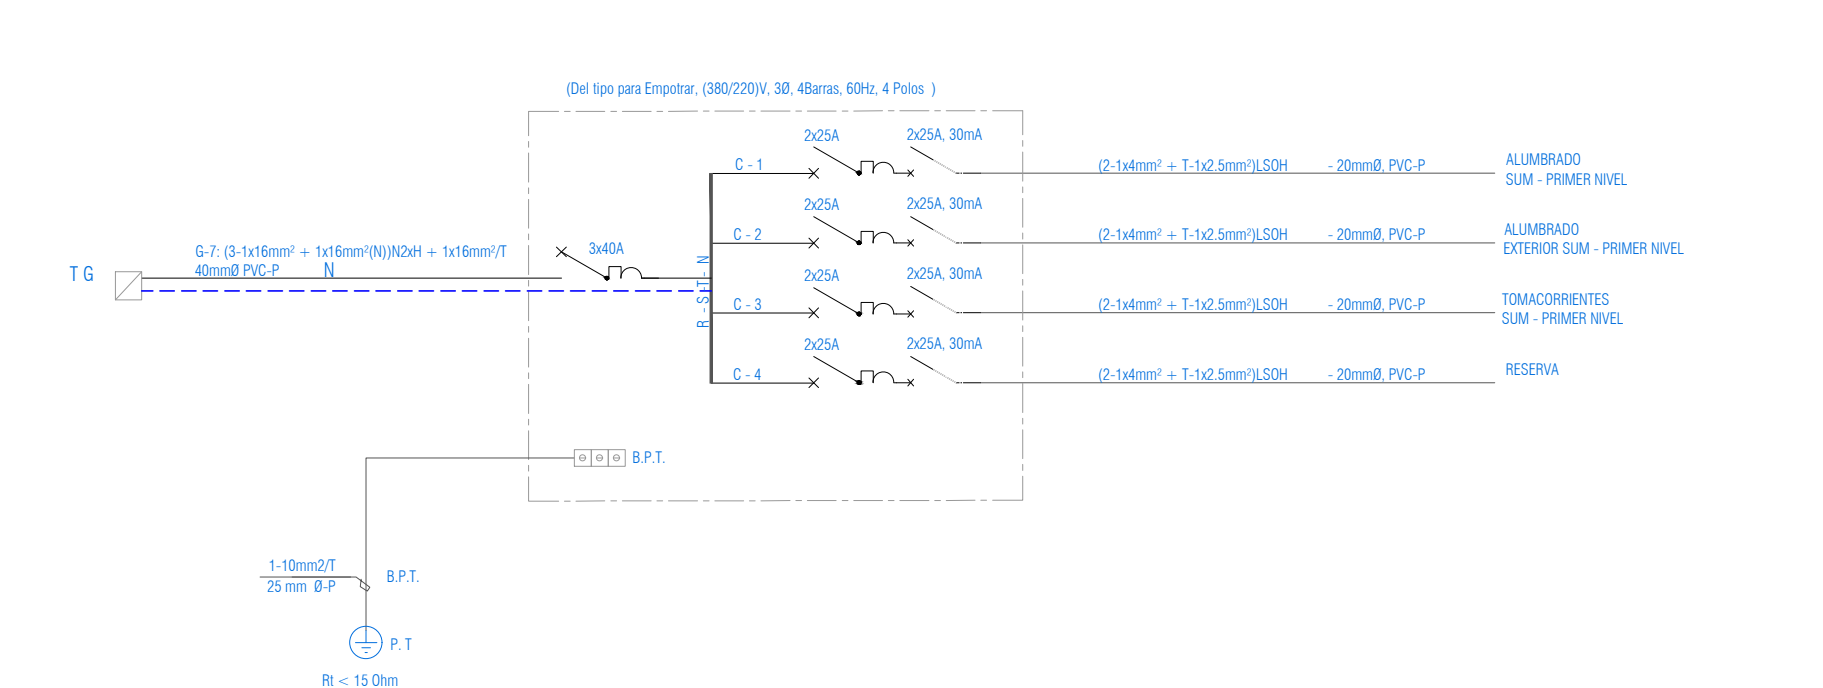 (Del tipo para Empotrar, (380/220)V, 3Ø, 4Barras, 60Hz, 4 Polos )
2x25A 2x25A, 30mA
C - 1 (2-1x4mm² + T-1x2.5mm²)LSOH - 20mmØ, PVC-P ALUMBRADO
SUM - PRIMER NIVEL
2x25A 2x25A, 30mA
C - 2 (2-1x4mm² + T-1x2.5mm²)LSOH - 20mmØ, PVC-P ALUMBRADO
EXTERIOR SUM - PRIMER NIVEL
G-7: (3-1x16mm² + 1x16mm²(N))N2xH + 1x16mm²/T
3x40A
T G
40mmØ PVC-P N
R - S -T- N
2x25A 2x25A, 30mA
C - 3 (2-1x4mm² + T-1x2.5mm²)LSOH - 20mmØ, PVC-P TOMACORRIENTES
SUM - PRIMER NIVEL
2x25A 2x25A, 30mA
C - 4 (2-1x4mm² + T-1x2.5mm²)LSOH - 20mmØ, PVC-P RESERVA
B.P.T.
1-10mm2/T
25 mm Ø-P
B.P.T.
P. T
Rt < 15 Ohm